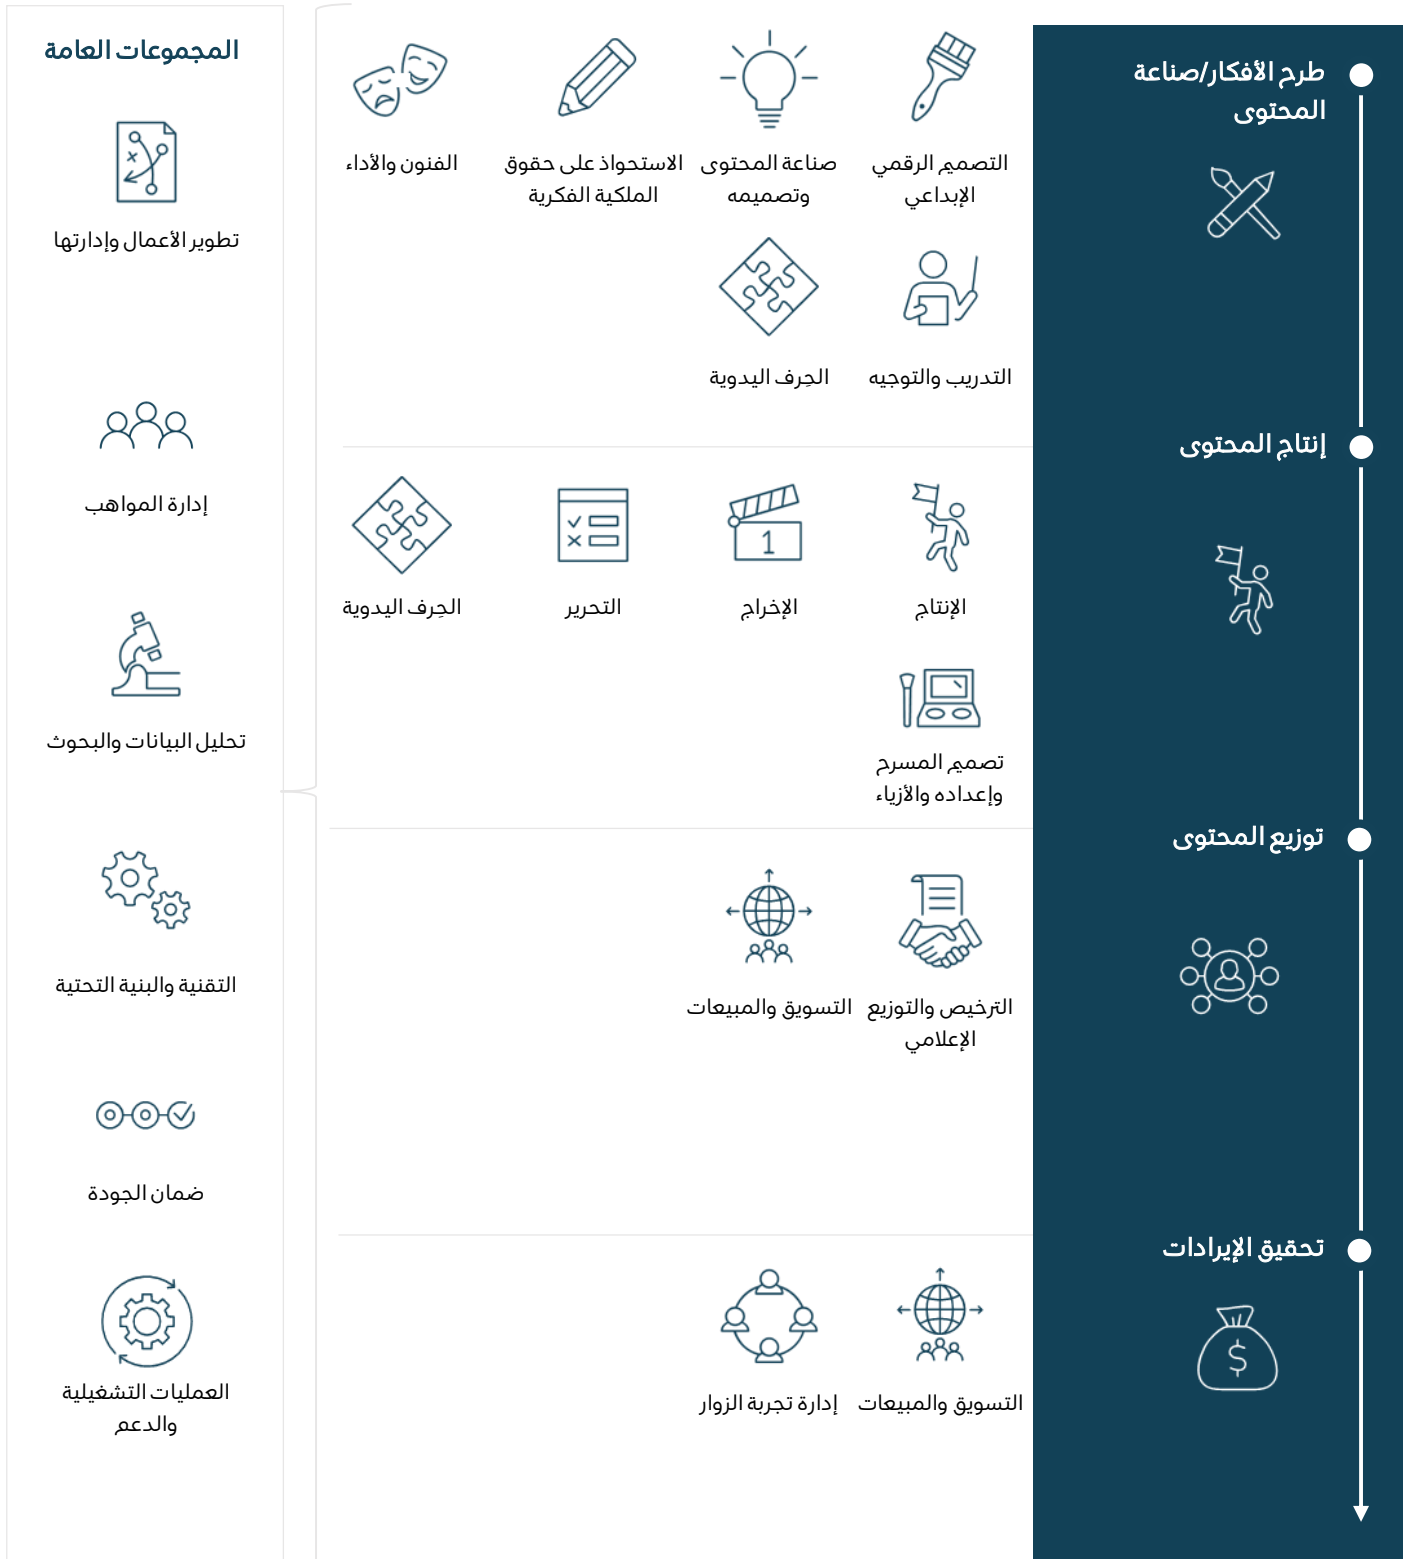 طرح الأفكار/صناعة
المحتوى
التصميم الرقمي
الإبداعي
صناعة المحتوى
وتصميمه
الاستحواذ على حقوق
الملكية الفكرية
الفنون والأداء
التدريب والتوجيه
الحِرف اليدوية
إنتاج المحتوى
الإنتاج
الإخراج
التحرير
الحِرف اليدوية
1
تصميم المسرح
وإعداده والأزياء
توزيع المحتوى
الترخيص والتوزيع
الإعلامي
التسويق والمبيعات
تحقيق الإيرادات
$
التسويق والمبيعات
إدارة تجربة الزوار
المجموعات العامة
تطوير الأعمال وإدارتها
إدارة المواهب
تحليل البيانات والبحوث
التقنية والبنية التحتية
ضمان الجودة
العمليات التشغيلية
والدعم